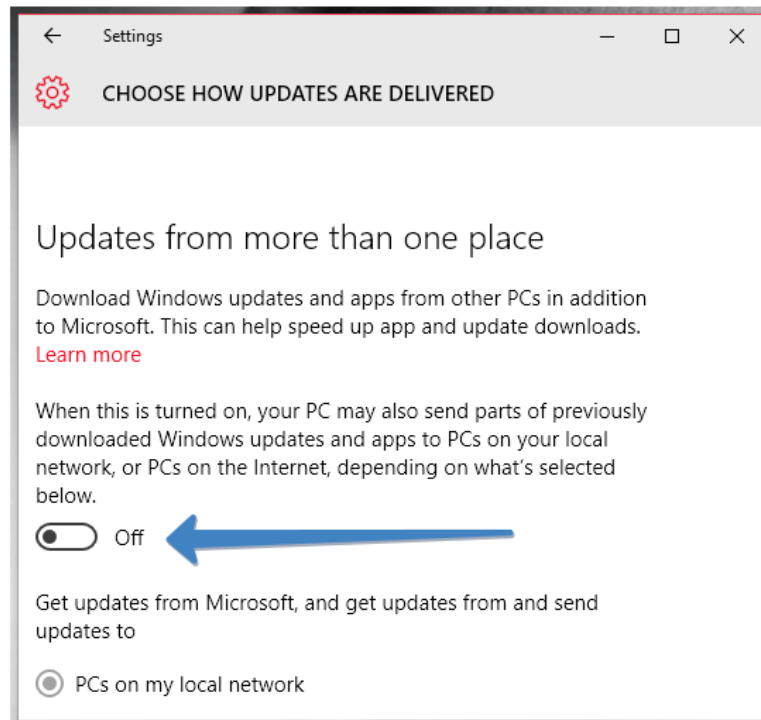 Settings
CHOOSE HOW UPDATES ARE DELIVERED
Updates from more than one place
Download Windows updates and apps from other PCs in addition
to Microsoft. This can help speed up app and update downloads.
Learn more
When this is turned on, your PC may also send parts of previously
downloaded Windows updates and apps to PCs on your local
network, or PCs on the Internet, depending on what's selected
below.
Off
Get updates from Microsoft, and get updates from and send
updates to
PCs on my local network